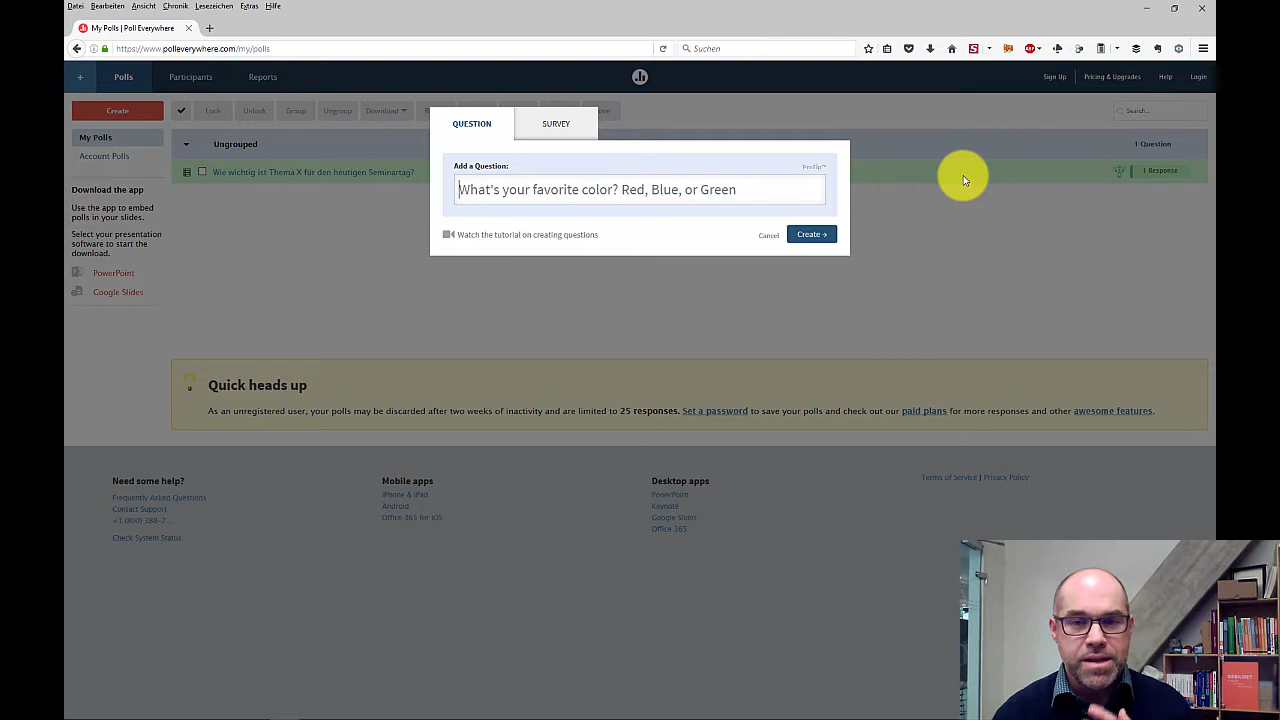 Datei Bearbeiten Ansicht Chronik Lesezeichen Extras Hilfe
My Polls | Poll Everywhere
https://www.polleverywhere.com/my/polls
Suchen
Polls Participants Reports
Sign Up Pricing & Upgrades Help Login
Create Lock Unlock Group Ungroup Download
Search...
QUESTION SURVEY
My Polls
Account Polls
Ungrouped
1 Question
Wie wichtig ist Thema X für den heutigen Seminartag?
1 Response
Add a Question:
ProTip™
What's your favorite color? Red, Blue, or Green
Watch the tutorial on creating questions
Cancel
Create →
Download the app
Use the app to embed
polls in your slides.
Select your presentation
software to start the
download.
PowerPoint
Google Slides
Quick heads up
As an unregistered user, your polls may be discarded after two weeks of inactivity and are limited to 25 responses. Set a password to save your polls and check out our paid plans for more responses and other awesome features.
Need some help?
Frequently Asked Questions
Contact Support
+1 (800) 388-2...
Check System Status
Mobile apps
iPhone & iPad
Android
Office 365 for iOS
Desktop apps
PowerPoint
Keynote
Google Slides
Office 365
Terms of Service | Privacy Policy
GEBILDET